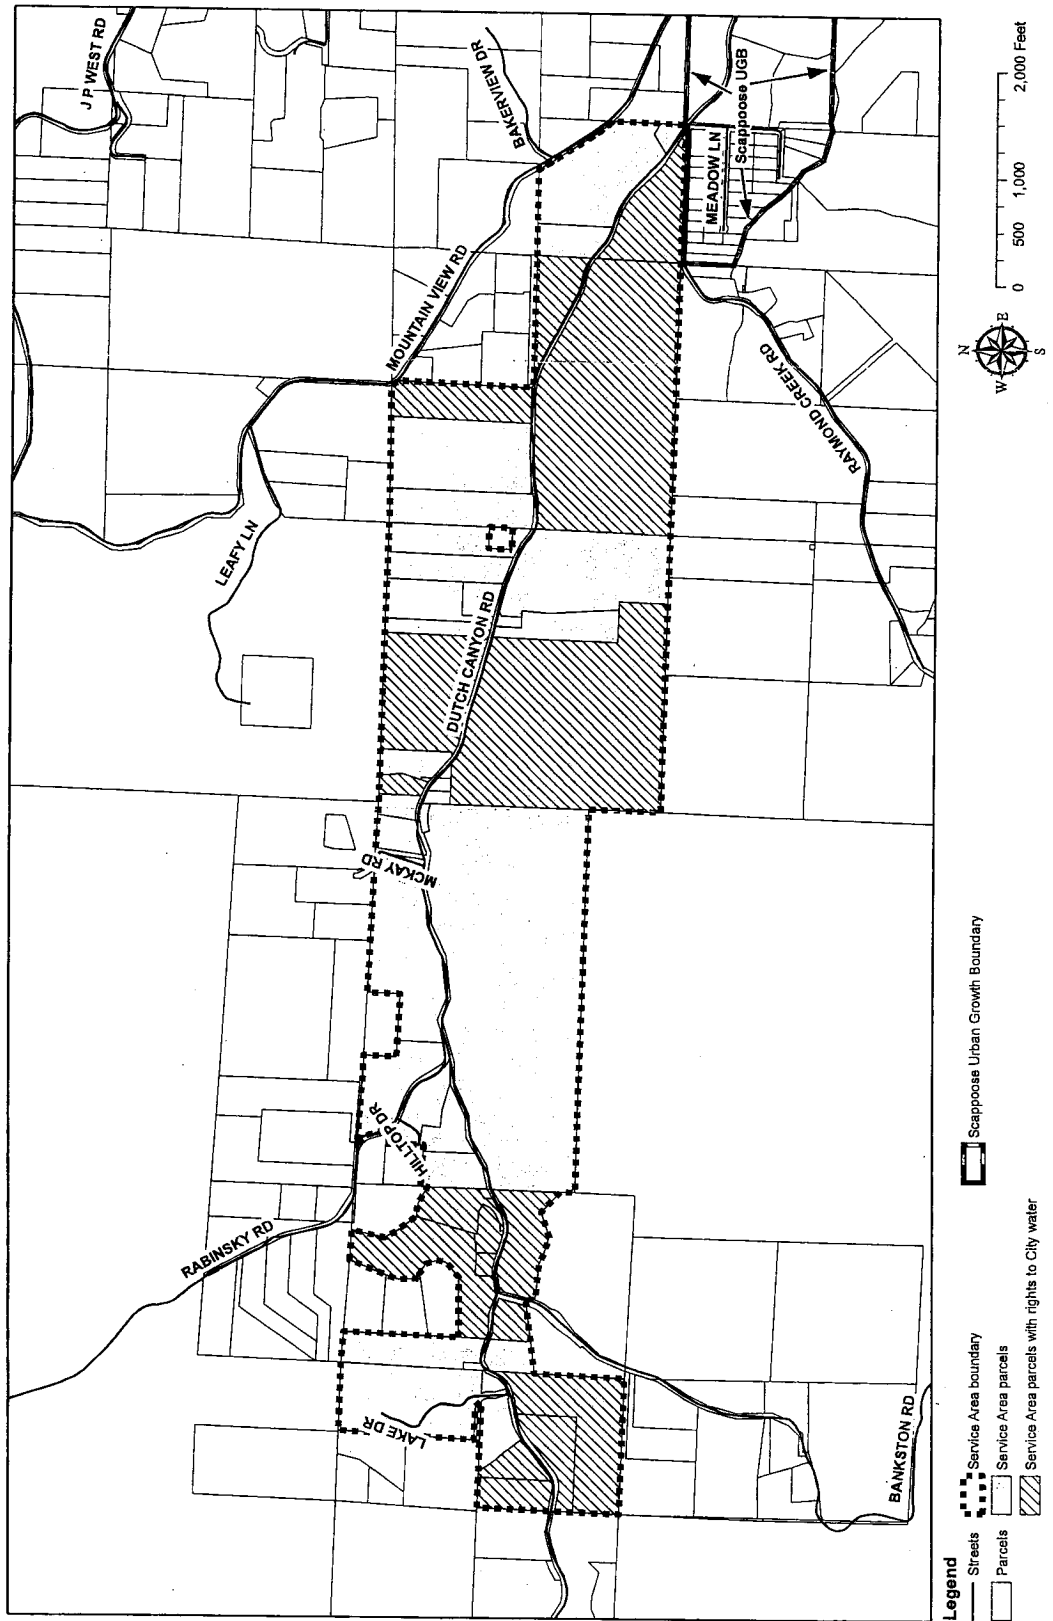 J P WEST RD
BAKERVIEW DR
MOUNTAIN VIEW RD
LEAFY LN
Scappoose UGB
MEADOW LN
RAYMOND CREEK RD
DUTCH CANYON RD
MCKAY RD
HILLTOP DR
RABINSKY RD
LAKE DR
BANKSTON RD
N
W E
S
0 500 1,000 2,000 Feet
Legend
Streets
Parcels
Service Area boundary
Service Area parcels
Service Area parcels with rights to City water
Scappoose Urban Growth Boundary